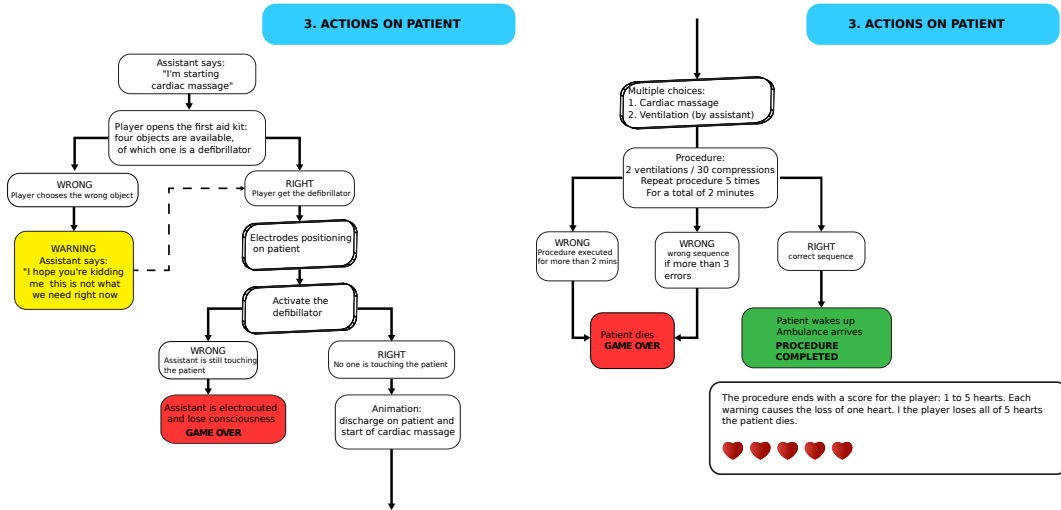 3. ACTIONS ON PATIENT
Assistant says:
"I'm starting
cardiac massage"
Player opens the first aid kit:
four objects are available,
of which one is a defibrillator
WRONG
Player chooses the wrong object
RIGHT
Player get the defibrillator
WARNING
Assistant says:
"I hope you're kidding
me this is not what
we need right now
Electrodes positioning
on patient
Activate the
defibillator
WRONG
Assistant is still touching
the patient
RIGHT
No one is touching the patient
Assistant is electrocuted
and lose consciousness
GAME OVER
Animation:
discharge on patient and
start of cardiac massage
3. ACTIONS ON PATIENT
Multiple choices:
1. Cardiac massage
2. Ventilation (by assistant)
Procedure:
2 ventilations / 30 compressions
Repeat procedure 5 times
For a total of 2 minutes
WRONG
Procedure executed
for more than 2 mins
WRONG
wrong sequence
if more than 3
errors
RIGHT
correct sequence
Patient dies
GAME OVER
Patient wakes up
Ambulance arrives
PROCEDURE
COMPLETED
The procedure ends with a score for the player: 1 to 5 hearts. Each
warning causes the loss of one heart. I the player loses all of 5 hearts
the patient dies.